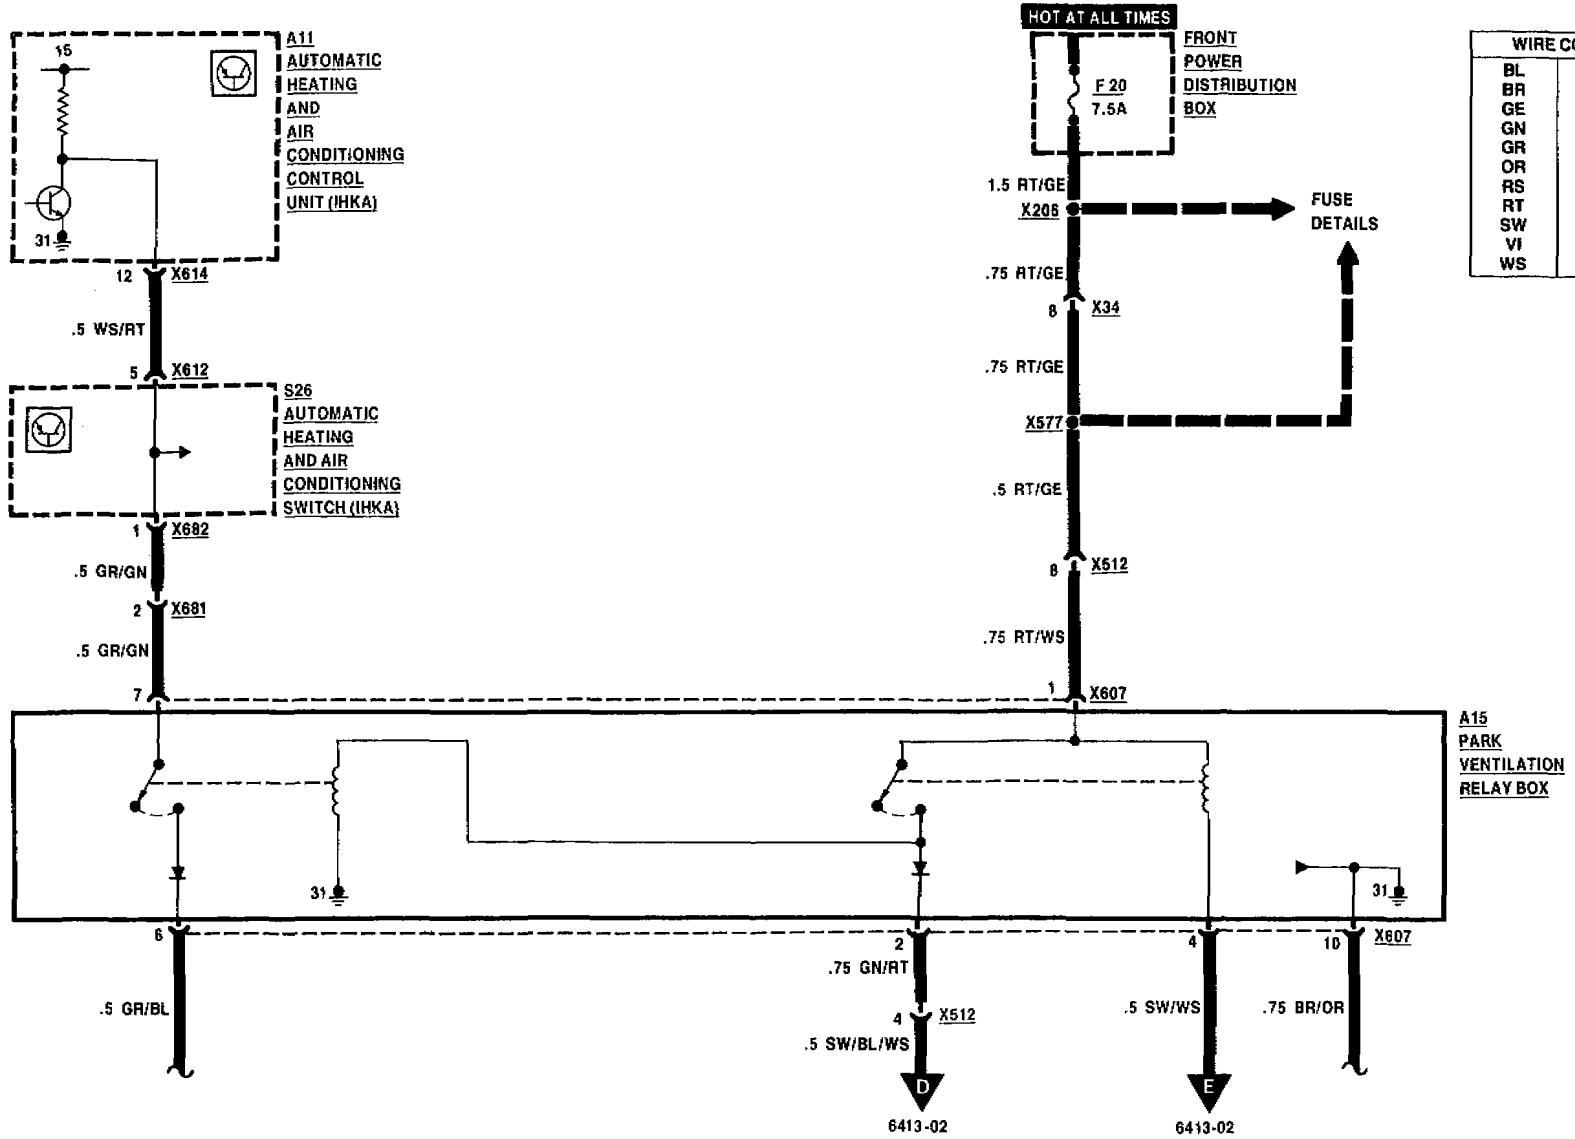 HOT AT ALL TIMES
15
A11
AUTOMATIC
HEATING
AND
AIR
CONDITIONING
CONTROL
UNIT (IHKA)
31
FRONT
POWER
DISTRIBUTION
BOX
F 20
7.5A
WIRE CO
BL
BR
GE
GN
GR
OR
RS
RT
SW
VI
WS
1.5 RT/GE
X206
FUSE
DETAILS
12
X614
.75 RT/GE
8
X34
.5 WS/RT
5
X612
.75 RT/GE
S26
AUTOMATIC
HEATING
AND AIR
CONDITIONING
SWITCH (IHKA)
X577
.5 RT/GE
1
X682
.5 GR/GN
8
X512
2
X681
.5 GR/GN
.75 RT/WS
7
1
X607
A15
PARK
VENTILATION
RELAY BOX
31
31
6
2
4
10
X607
.75 GN/RT
.5 GR/BL
.5 SW/WS
.75 BR/OR
4
X512
.5 SW/BL/WS
D
E
6413-02
6413-02